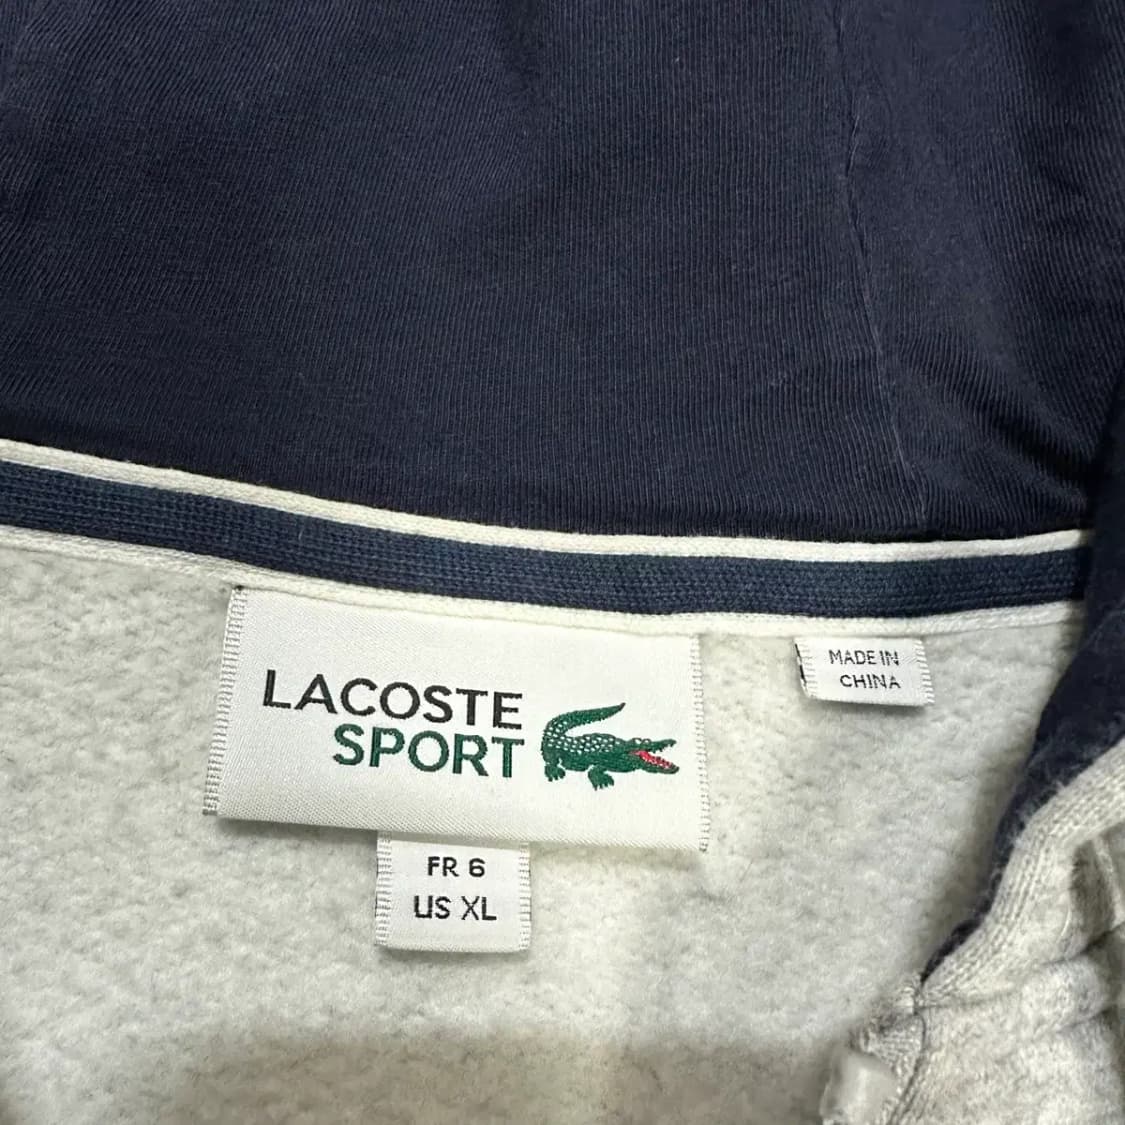 LACOSTE
SPORT
FR 6
US XL
MADE IN
CHINA